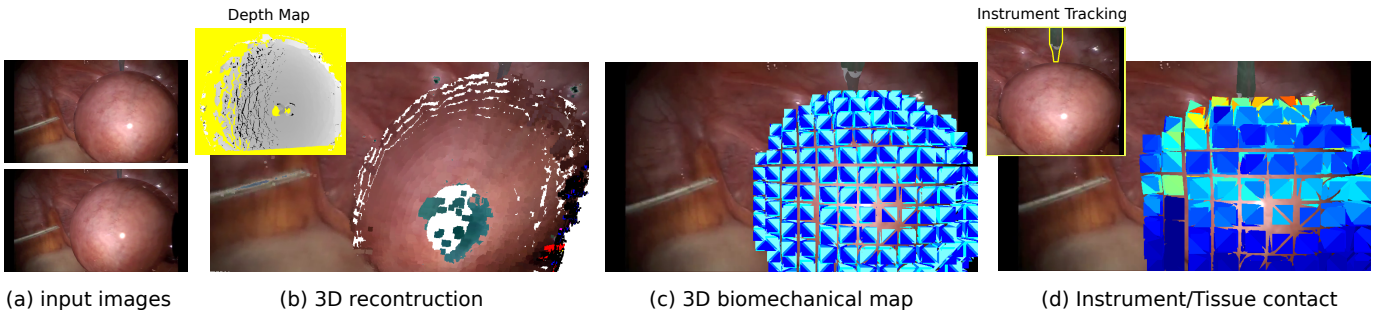 Depth Map
Instrument Tracking
(a) input images
(b) 3D recontruction
(c) 3D biomechanical map
(d) Instrument/Tissue contact